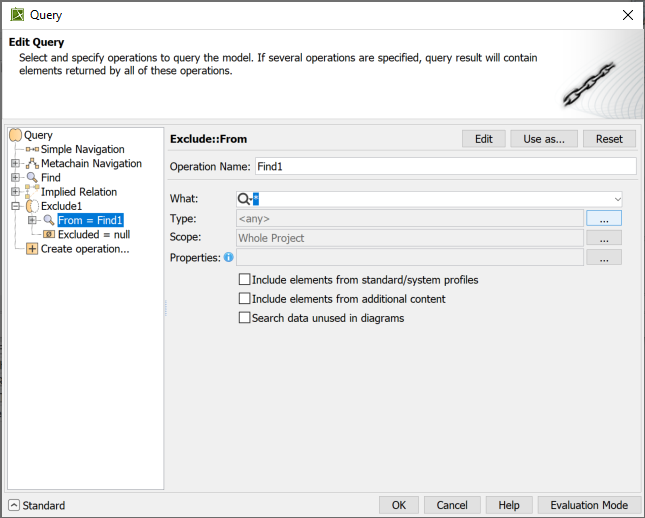 Query
Edit Query
Select and specify operations to query the model. If several operations are specified, query result will contain
elements returned by all of these operations.
Query
Simple Navigation
Metachain Navigation
Find
Implied Relation
Exclude1
From = Find1
Excluded = null
Create operation...
Exclude::From
Edit
Use as...
Reset
Operation Name: Find1
What: *
Type: <any> ...
Scope: Whole Project ...
Properties: ...
Include elements from standard/system profiles
Include elements from additional content
Search data unused in diagrams
Standard
OK
Cancel
Help
Evaluation Mode